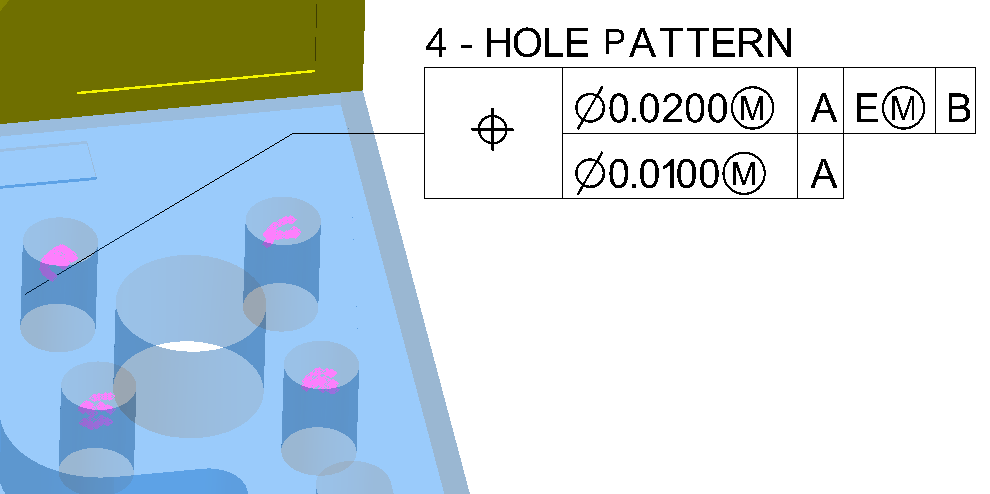 4 - HOLE PATTERN
⌖ ⌀0.0200Ⓜ A EⓂ B
⌀0.0100Ⓜ A